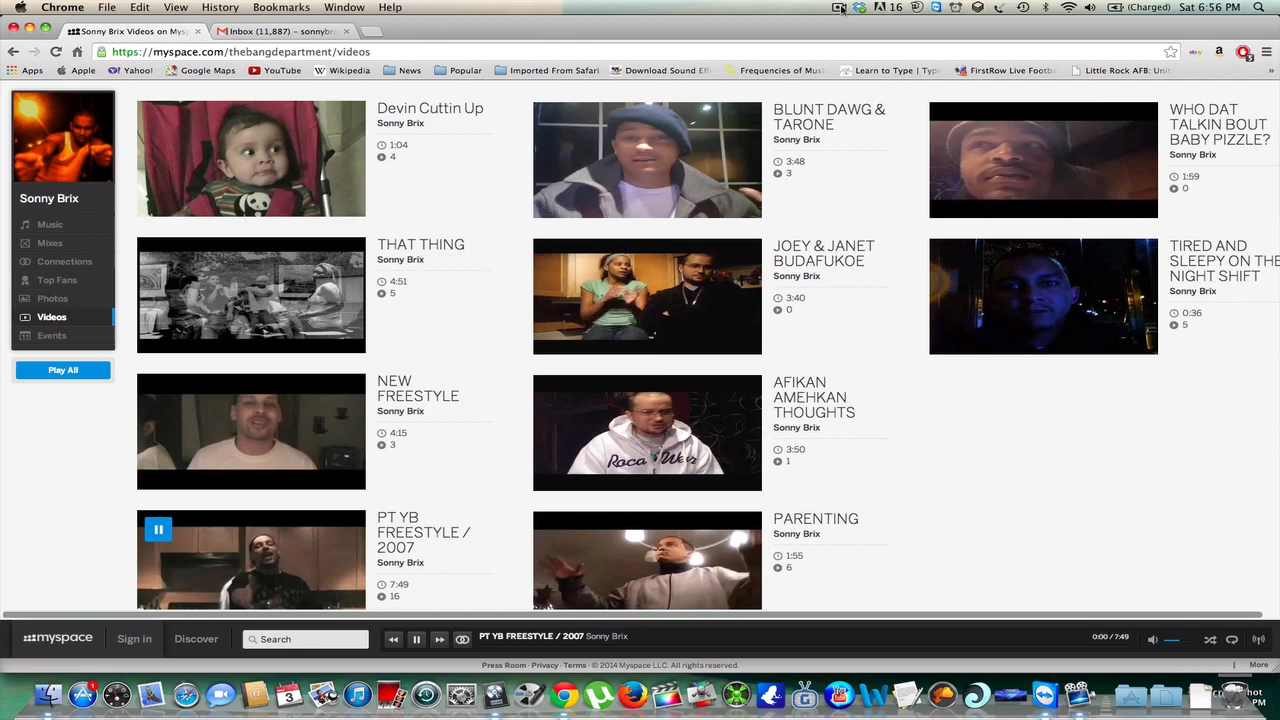 Chrome File Edit View History Bookmarks Window Help 16 (Charged) Sat 6:56 PM
Sonny Brix Videos on Mys Inbox (11,887) – sonnybri
https://myspace.com/thebangdepartment/videos
Apps Apple Yahoo! Google Maps YouTube Wikipedia News Popular Imported From Safari Download Sound Eff Frequencies of Mus Learn to Type | Typi FirstRow Live Footba Little Rock AFB: Unit »
Sonny Brix
Music
Mixes
Connections
Top Fans
Photos
Videos
Events
Play All
Devin Cuttin Up
Sonny Brix
1:04
4
THAT THING
Sonny Brix
4:51
5
NEW
FREESTYLE
Sonny Brix
4:15
3
PT YB
FREESTYLE /
2007
Sonny Brix
7:49
16
BLUNT DAWG &
TARONE
Sonny Brix
3:48
3
JOEY & JANET
BUDAFUKOE
Sonny Brix
3:40
0
AFIKAN
AMEHKAN
THOUGHTS
Sonny Brix
3:50
1
PARENTING
Sonny Brix
1:55
6
WHO DAT
TALKIN BOUT
BABY PIZZLE?
Sonny Brix
1:59
0
TIRED AND
SLEEPY ON THE
NIGHT SHIFT
Sonny Brix
0:36
5
myspace Sign in Discover Search PT YB FREESTYLE / 2007 Sonny Brix 0:00 / 7:49
Press Room · Privacy · Terms · © 2014 Myspace LLC. All rights reserved. More